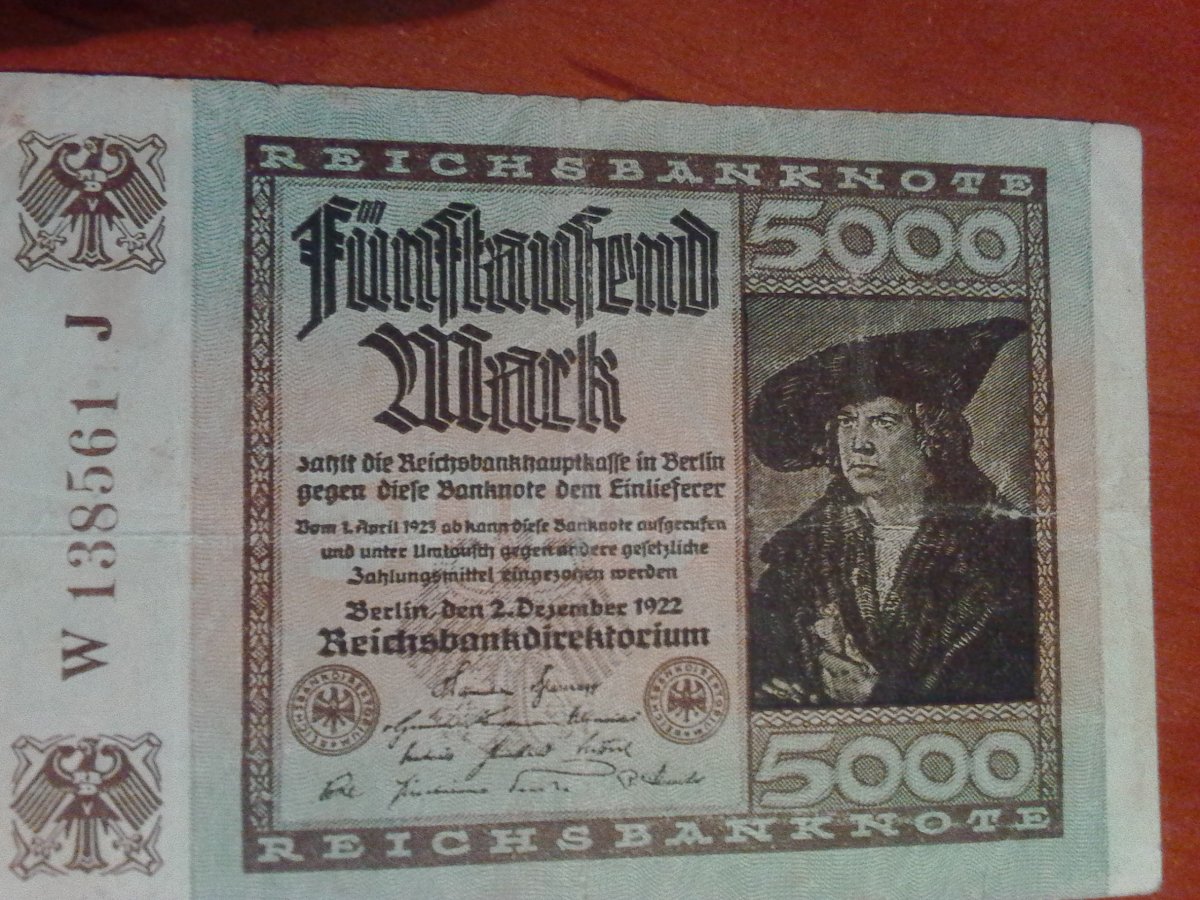 REICHSBANKNOTE
Fünftausend
Mark
zahlt die Reichsbankhauptkasse in Berlin
gegen diese Banknote dem Einlieferer
Vom 1. April 1923 ab kann diese Banknote aufgerufen
und unter Umtausch gegen andere gesetzliche
Zahlungsmittel eingezogen werden
Berlin, den 2. Dezember 1922
Reichsbankdirektorium
REICHSBANKDIREKTORIUM
REICHSBANKDIREKTORIUM
5000
5000
REICHSBANKNOTE
W 138561 J